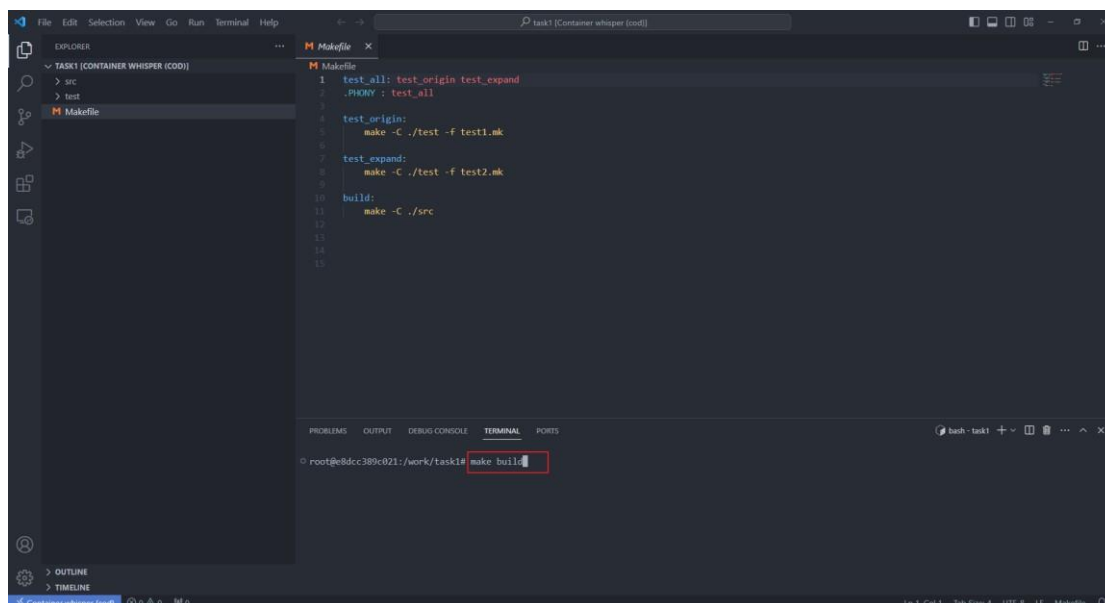 File Edit Selection View Go Run Terminal Help
task1 [Container whisper (cod)]
EXPLORER
TASK1 [CONTAINER WHISPER (COD)]
src
test
Makefile
Makefile
Makefile
1 test_all: test_origin test_expand
2 .PHONY : test_all
3
4 test_origin:
5 make -C ./test -f test1.mk
6
7 test_expand:
8 make -C ./test -f test2.mk
9
10 build:
11 make -C ./src
12
13
14
15
PROBLEMS OUTPUT DEBUG CONSOLE TERMINAL PORTS
bash - task1
root@e8dcc389c021:/work/task1# make build
OUTLINE
TIMELINE